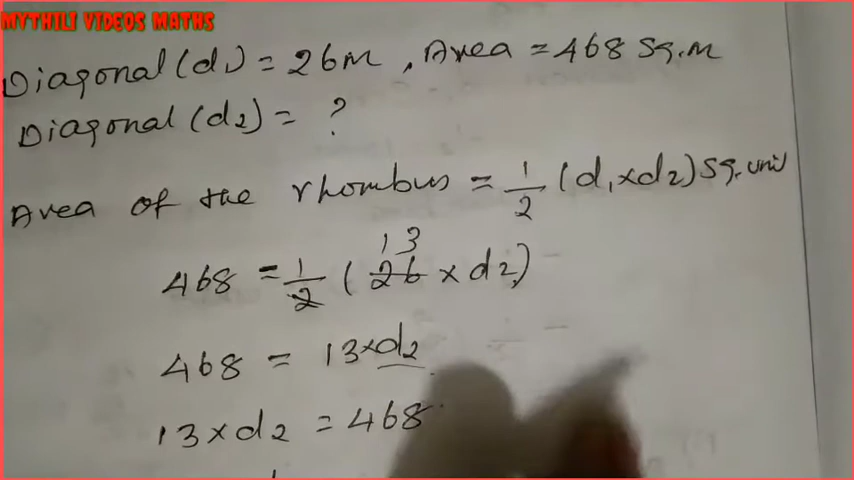 MYTHILI VIDEOS MATHS
Diagonal (d1) = 26m, Area = 468 Sq.m
Diagonal (d2) = ?
Area of the rhombus = 1/2 (d1 x d2) Sq. unit
13
468 = 1/2 (26 x d2)
468 = 13 x d2
13 x d2 = 468